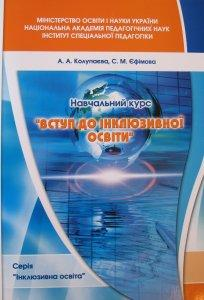 МІНІСТЕРСТВО ОСВІТИ І НАУКИ УКРАЇНИ
НАЦІОНАЛЬНА АКАДЕМІЯ ПЕДАГОГІЧНИХ НАУК
ІНСТИТУТ СПЕЦІАЛЬНОЇ ПЕДАГОГІКИ
А. А. Колупаєва, С. М. Єфімова
Навчальний курс
"ВСТУП ДО ІНКЛЮЗИВНОЇ
ОСВІТИ"
Серія
"Інклюзивна освіта"